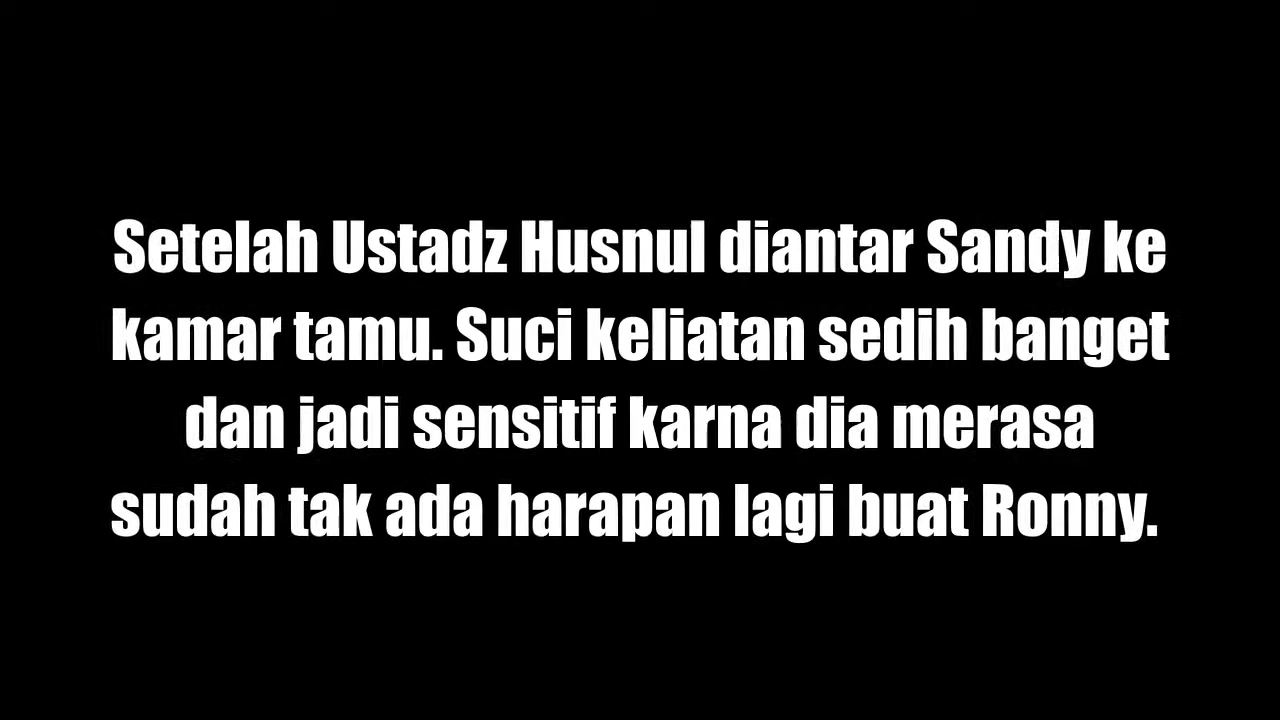 Setelah Ustadz Husnul diantar Sandy ke
kamar tamu. Suci keliatan sedih banget
dan jadi sensitif karna dia merasa
sudah tak ada harapan lagi buat Ronny.